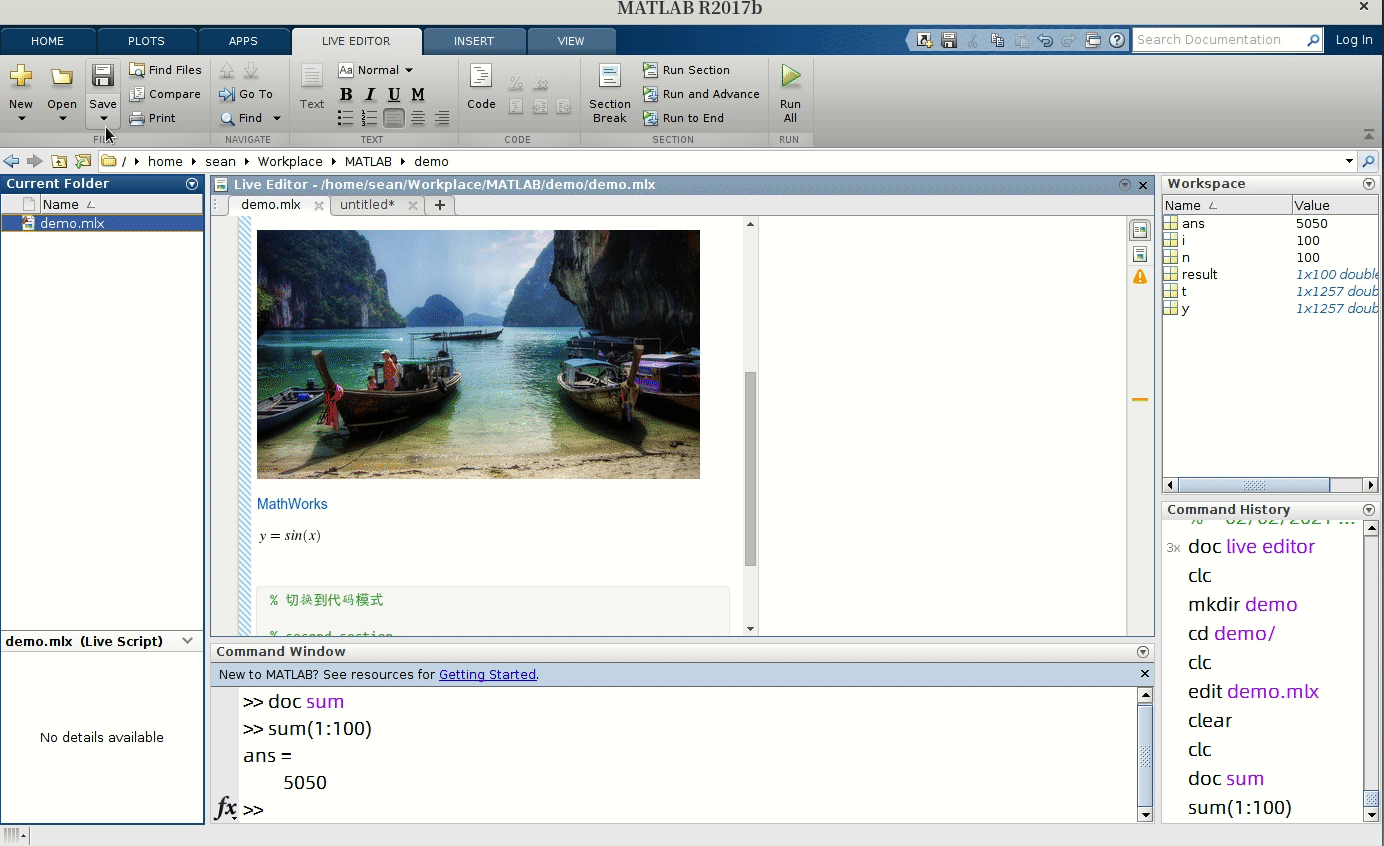 MATLAB R2017b
HOME PLOTS APPS LIVE EDITOR INSERT VIEW Search Documentation Log In
New Open Save Find Files Compare Print
Go To Find
Text Aa Normal B I U M
Code
Section Break Run Section Run and Advance Run to End
Run All
NAVIGATE TEXT CODE SECTION RUN
/ home sean Workplace MATLAB demo
Current Folder
Name
demo.mlx
demo.mlx (Live Script)
No details available
Live Editor - /home/sean/Workplace/MATLAB/demo/demo.mlx
demo.mlx untitled* +
MathWorks
y = sin(x)
% 切换到代码模式
% second section
Command Window
New to MATLAB? See resources for Getting Started.
>> doc sum
>> sum(1:100)
ans =
5050
fx >>
Workspace
Name Value
ans 5050
i 100
n 100
result 1x100 double
t 1x1257 doub
y 1x1257 doub
Command History
3x doc live editor
clc
mkdir demo
cd demo/
clc
edit demo.mlx
clear
clc
doc sum
sum(1:100)